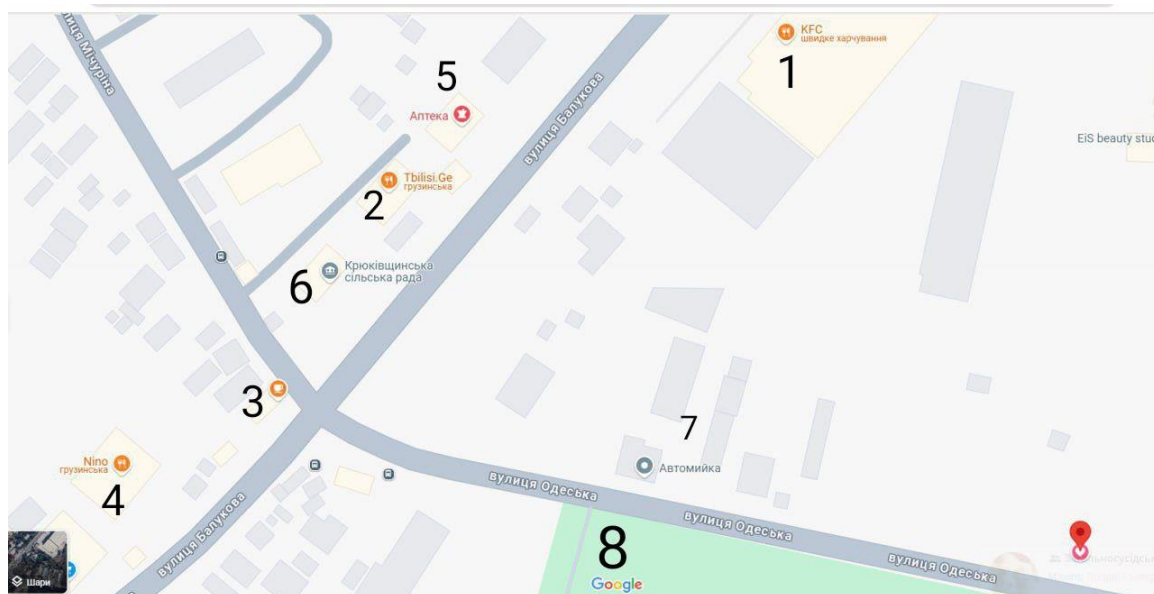 вулиця Мічуріна
KFC
швидке харчування
1
5
Аптека
вулиця Балукова
EiS beauty stud
Tbilisi.Ge
грузинська
2
Крюківщинська
сільська рада
6
3
7
Nino
грузинська
Автомийка
4
вулиця Одеська
вулиця Балукова
вулиця Одеська
8
вулиця Одеська
Шари
Google